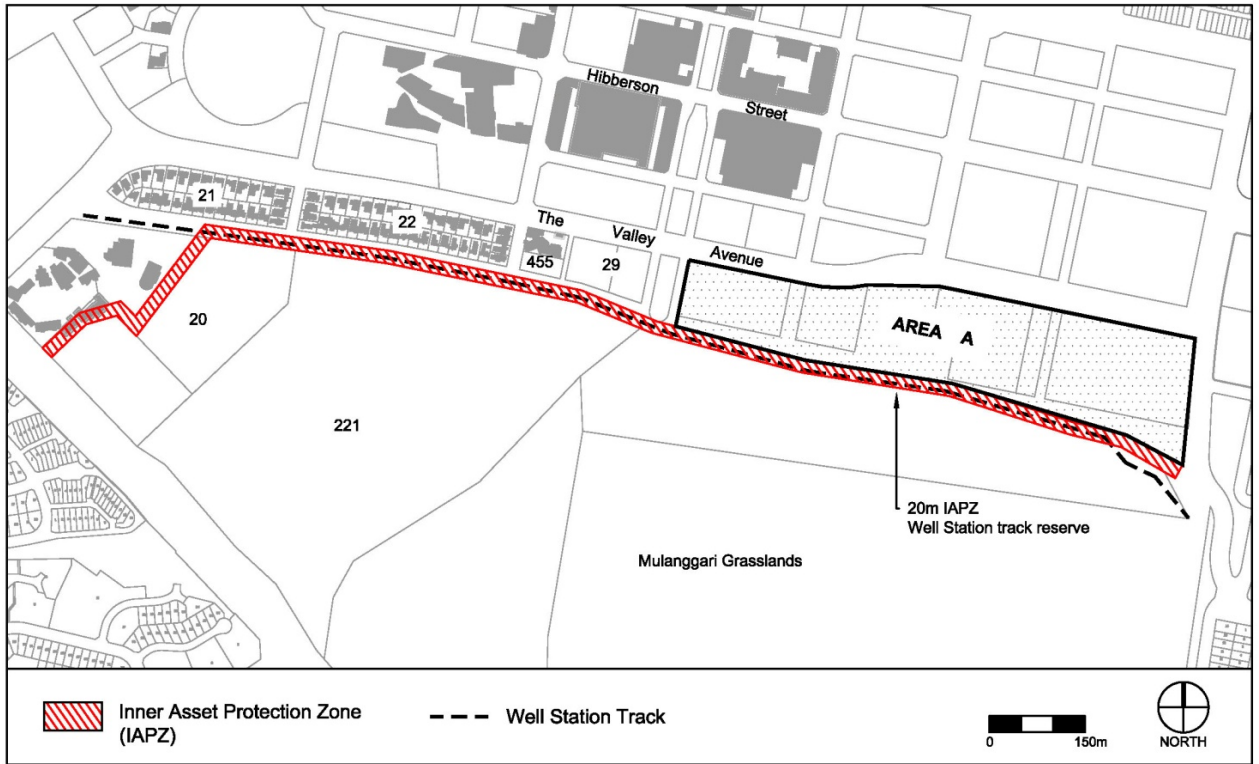 Hibberson
Street
21
22
The
Valley
Avenue
455
29
20
AREA A
221
20m IAPZ
Well Station track reserve
Mulanggari Grasslands
Inner Asset Protection Zone
(IAPZ)
Well Station Track
0
150m
NORTH